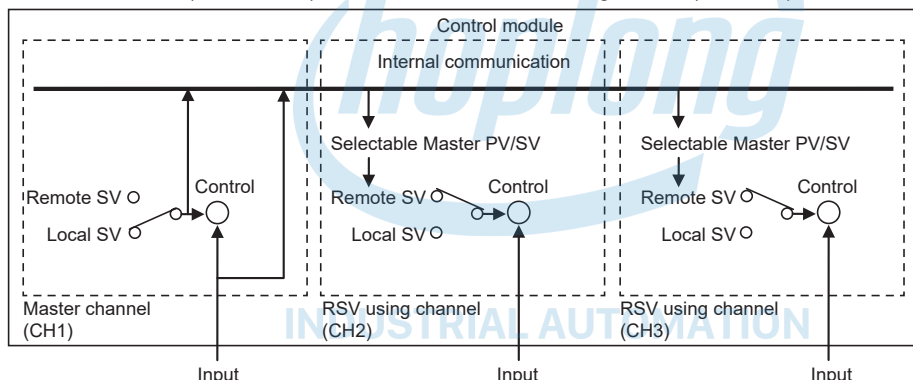 Control module
Internal communication
hoplong
Selectable Master PV/SV
Selectable Master PV/SV
Remote SV
Control
Local SV
Remote SV
Control
Local SV
Remote SV
Control
Local SV
Master channel
(CH1)
RSV using channel
(CH2)
RSV using channel
(CH3)
INDUSTRIAL AUTOMATION
Input
Input
Input